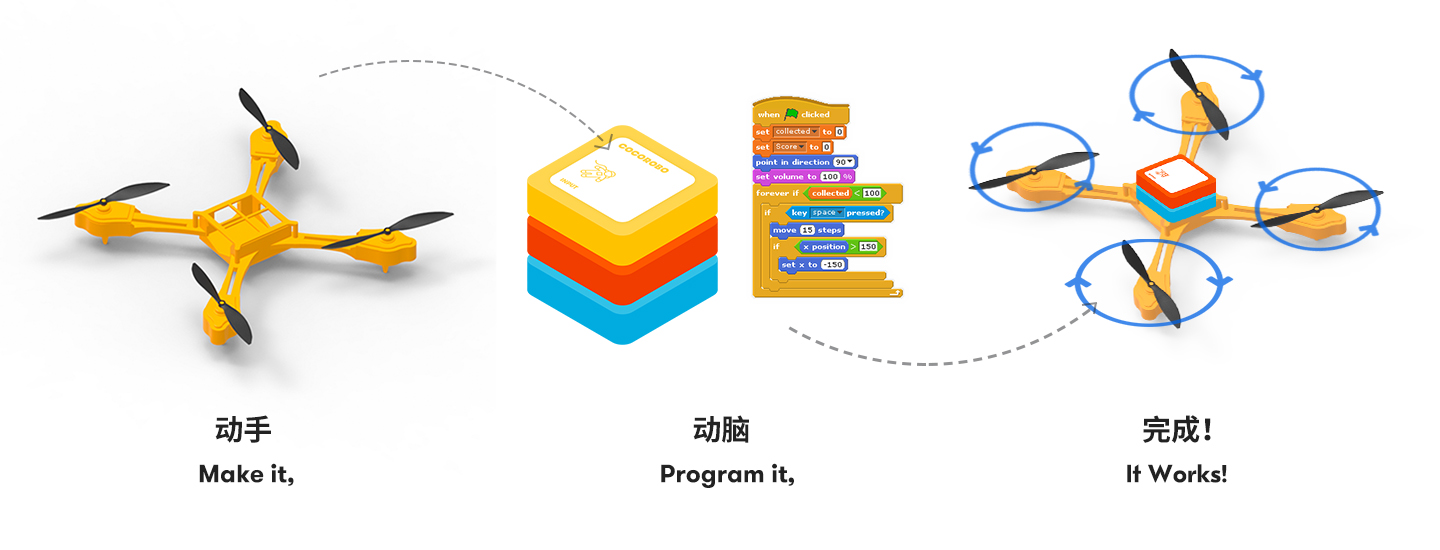 COCOROBO
INPUT
when clicked
set collected to 0
set Score to 0
point in direction 90
set volume to 100 %
forever if collected < 100
if key space pressed?
move 15 steps
if x position > 150
set x to -150
动手
Make it,
动脑
Program it,
完成！
It Works!